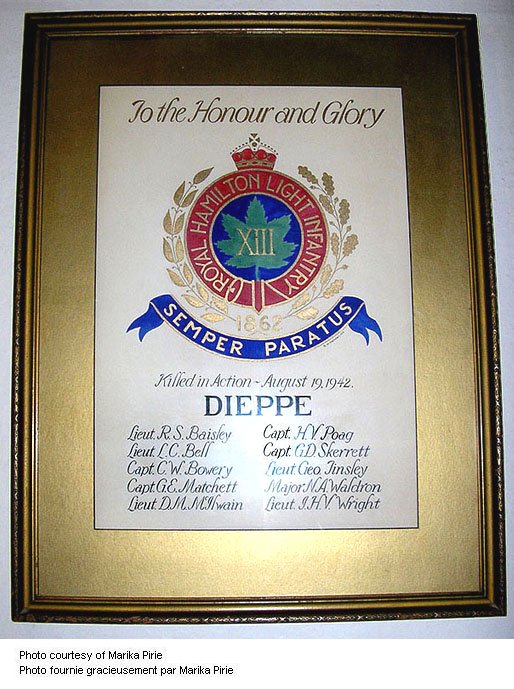 To the Honour and Glory
ROYAL HAMILTON LIGHT INFANTRY
XIII
1862
SEMPER PARATUS
Killed in Action ~ August 19, 1942.
DIEPPE
Lieut. R. S. Baisley
Lieut. L. C. Bell
Capt. C. W. Bowery
Capt. G. E. Matchett
Lieut. D. M. McIlwain
Capt. H. V. Poag
Capt. G. D. Skerrett
Lieut. Geo. Tinsley
Major N. A. Waldron
Lieut. J. H. V. Wright
Photo courtesy of Marika Pirie
Photo fournie gracieusement par Marika Pirie